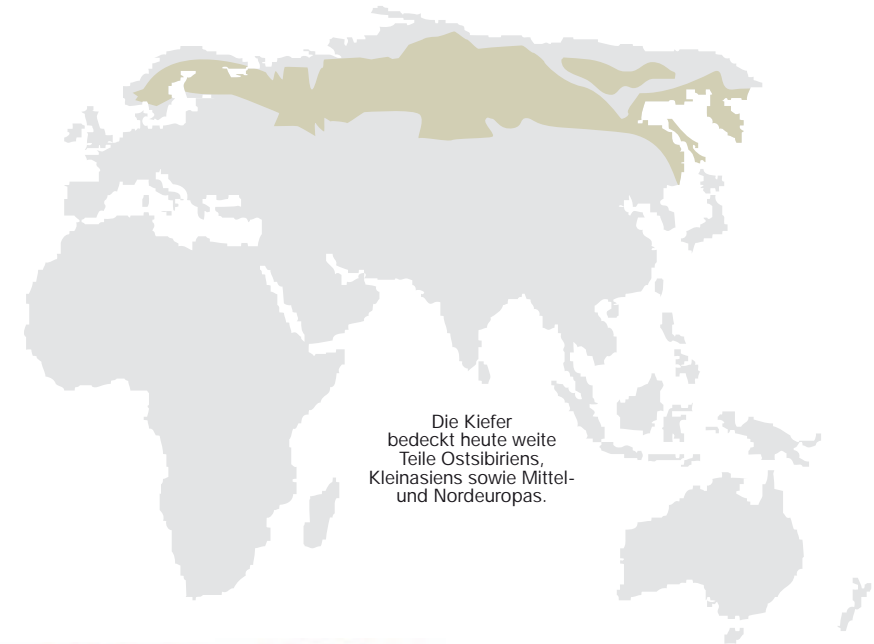 Die Kiefer
bedeckt heute weite
Teile Ostsibiriens,
Kleinasiens sowie Mittel-
und Nordeuropas.